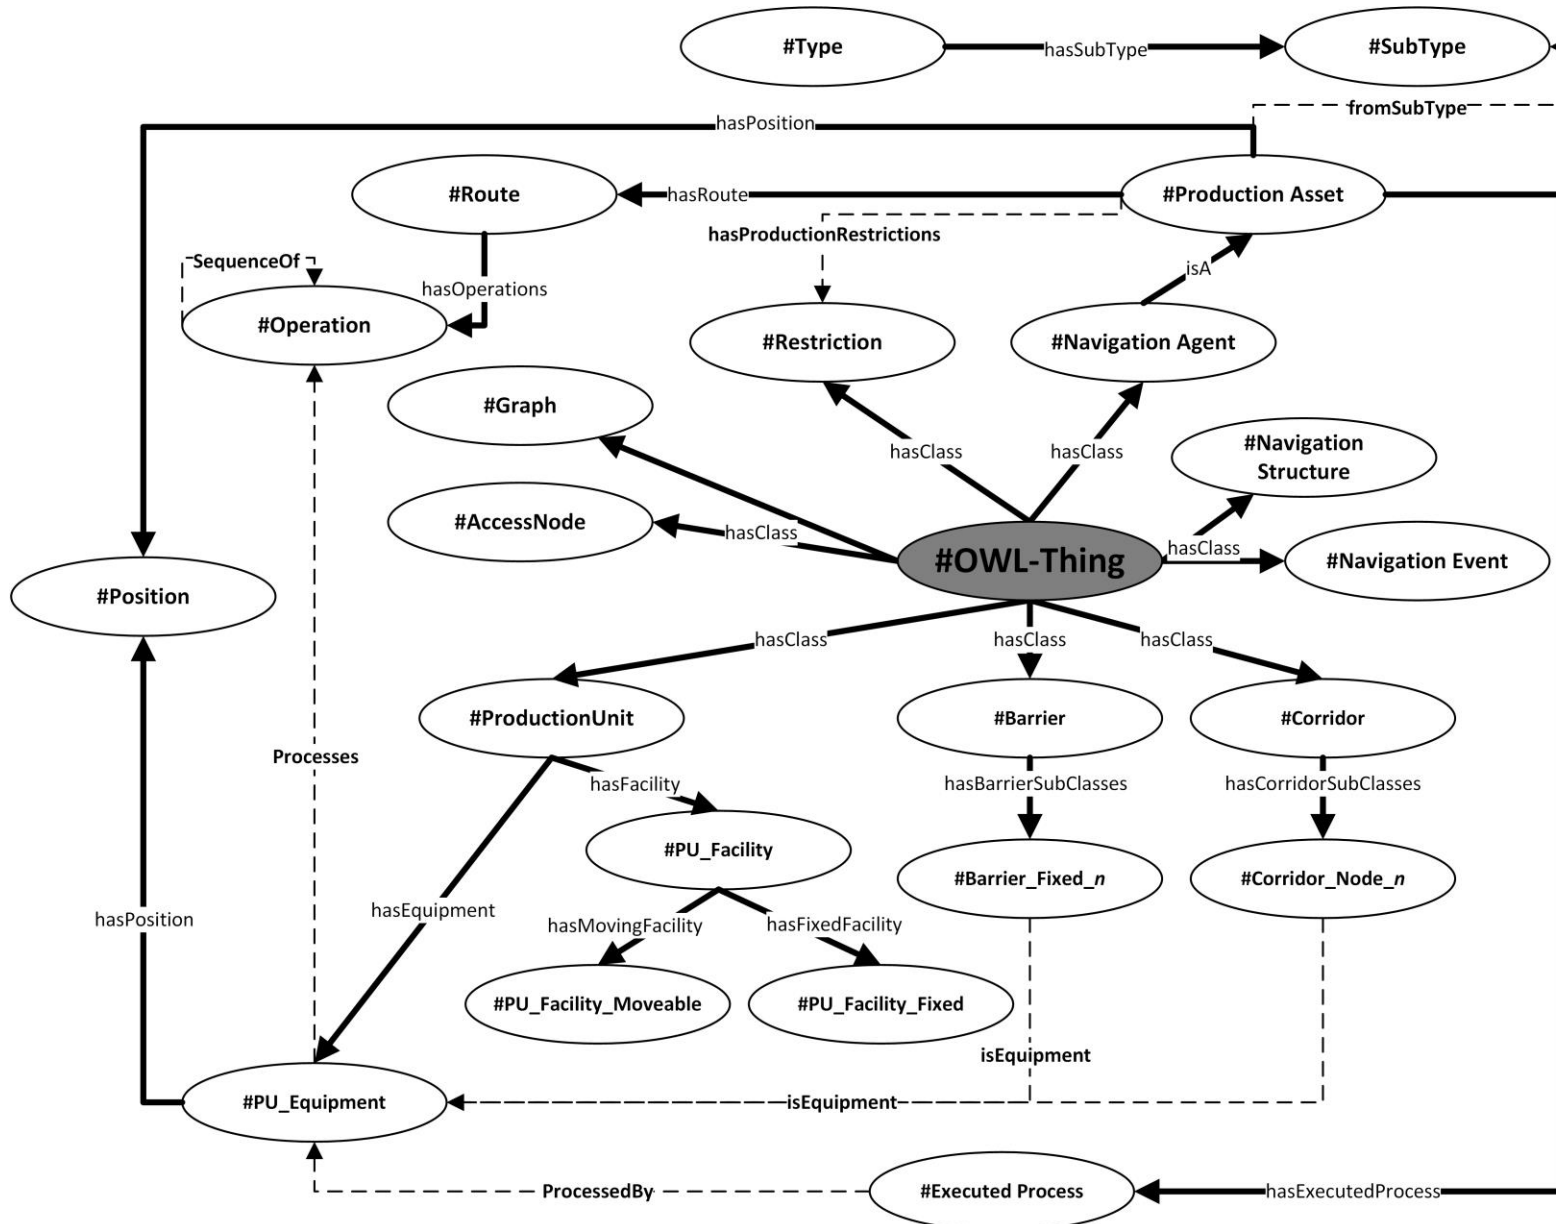 #Type
hasSubType
#SubType
fromSubType
hasPosition
#Route
hasRoute
#Production Asset
hasProductionRestrictions
SequenceOf
isA
hasOperations
#Operation
#Restriction
#Navigation Agent
#Graph
hasClass
hasClass
#Navigation
Structure
#AccessNode
hasClass
hasClass
#OWL-Thing
#Navigation Event
#Position
hasClass
hasClass
hasClass
#ProductionUnit
#Barrier
#Corridor
Processes
hasFacility
hasBarrierSubClasses
hasCorridorSubClasses
#PU_Facility
#Barrier_Fixed_n
#Corridor_Node_n
hasPosition
hasEquipment
hasMovingFacility
hasFixedFacility
#PU_Facility_Moveable
#PU_Facility_Fixed
isEquipment
#PU_Equipment
isEquipment
ProcessedBy
#Executed Process
hasExecutedProcess